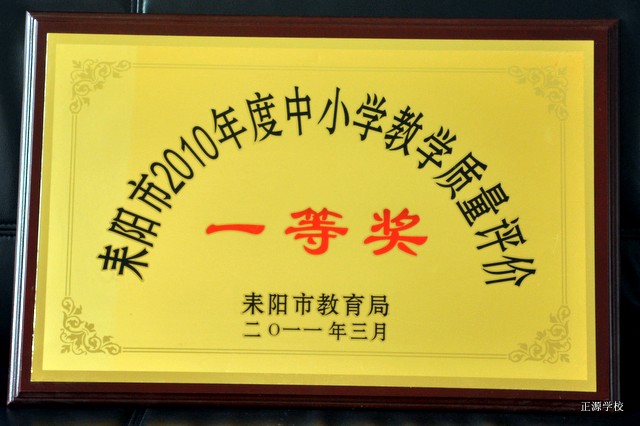 耒阳市2010年度中小学教学质量评价
一等奖
耒阳市教育局
二〇一一年三月
正源学校